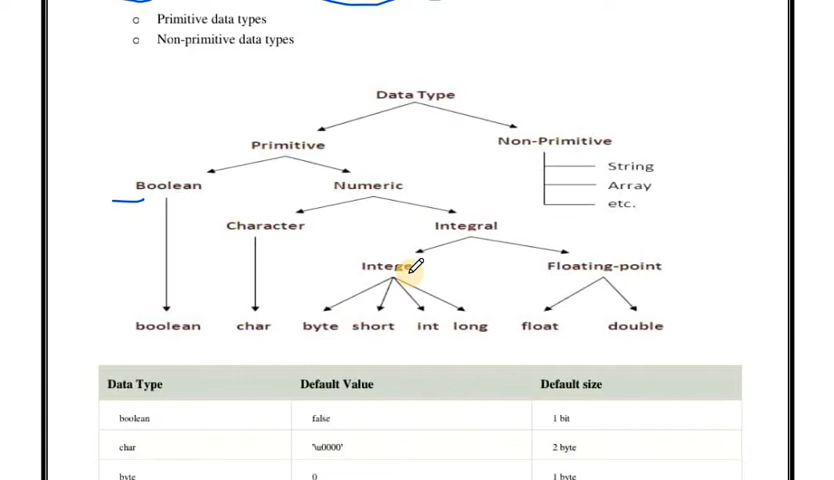 Primitive data types
Non-primitive data types
Data Type
Primitive
Non-Primitive
String
Boolean
Numeric
Array
etc.
Character
Integral
Floating-point
boolean
char
byte
short
int
long
float
double
Data Type Default Value Default size
boolean false 1 bit
char '\u0000' 2 byte
byte 0 1 byte